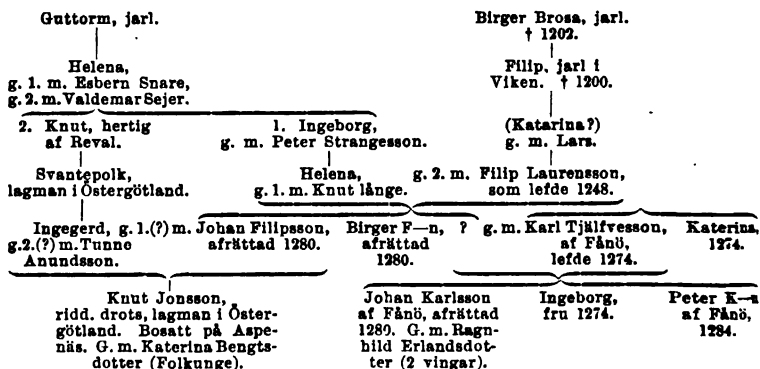 Guttorm, jarl.
Birger Brosa, jarl.
† 1202.
Helena,
g. 1. m. Esbern Snare,
g. 2. m. Valdemar Sejer.
Filip, jarl i
Viken. † 1200.
2. Knut, hertig
af Reval.
1. Ingeborg,
g. m. Peter Strangesson.
(Katarina?)
g. m. Lars.
Svantepolk,
lagman i Östergötland.
Helena,
g. 1. m. Knut långe.
g. 2. m. Filip Laurensson,
som lefde 1248.
Ingegerd, g. 1.(?) m.
g. 2.(?) m. Tunne
Anundsson.
Johan Filipsson,
afrättad 1280.
Birger F—n,
afrättad
1280.
?
g. m. Karl Tjälfvesson,
af Fånö,
lefde 1274.
Katerina,
1274.
Knut Jonsson,
ridd. drots, lagman i Öster-
götland. Bosatt på Aspe-
näs. G. m. Katerina Bengts-
dotter (Folkunge).
Johan Karlsson
af Fånö, afrättad
1280. G. m. Ragn-
hild Erlandsdot-
ter (2 vingar).
Ingeborg,
fru 1274.
Peter K—n
af Fånö,
1284.